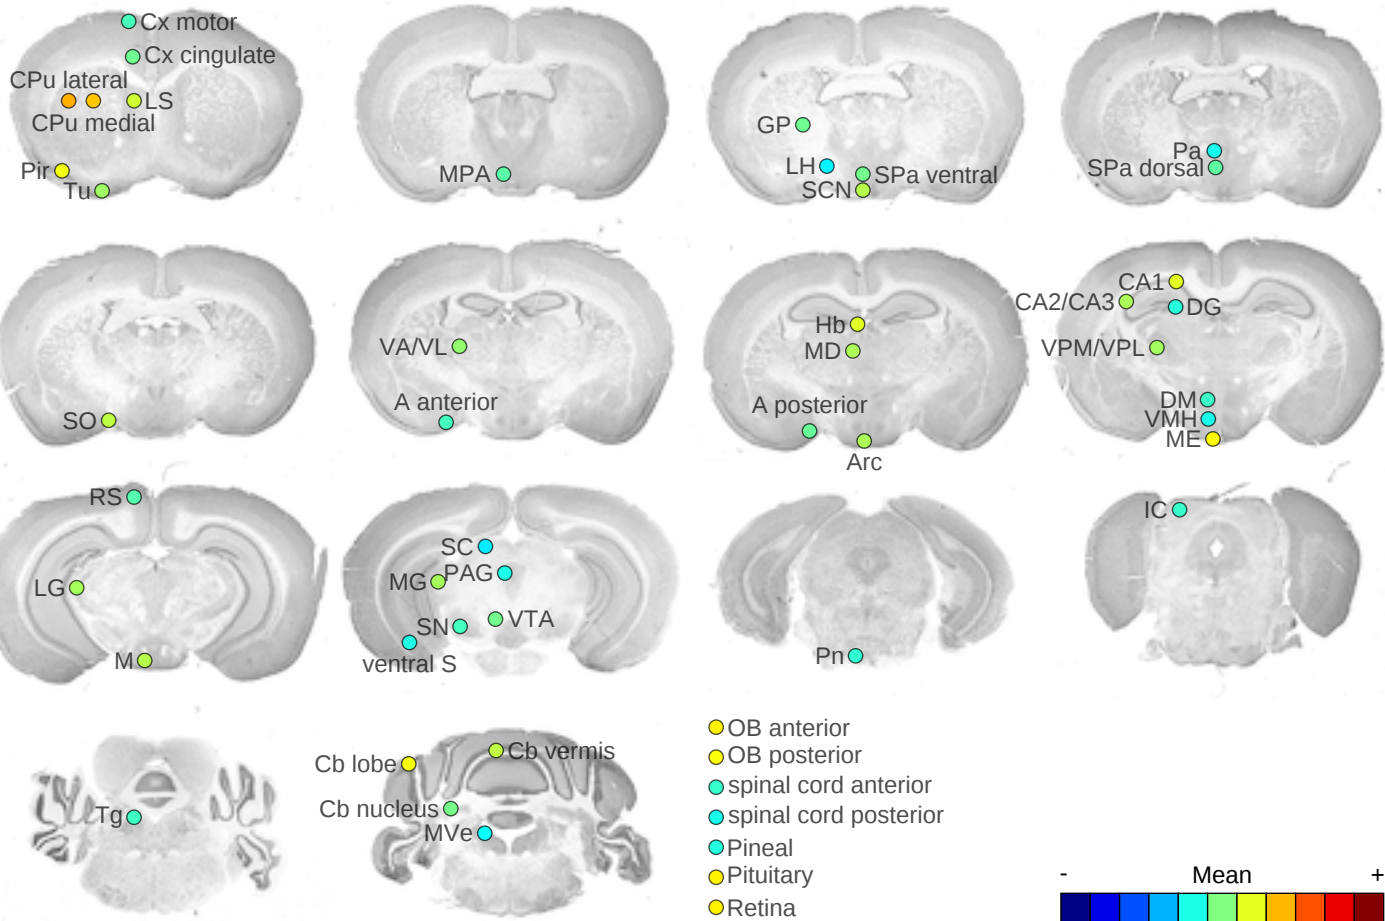 Cx motor
Cx cingulate
CPu lateral
LS
CPu medial
Pir
Tu
MPA
GP
LH
SPa ventral
SCN
Pa
SPa dorsal
SO
VA/VL
A anterior
Hb
MD
A posterior
Arc
CA1
CA2/CA3
DG
VPM/VPL
DM
VMH
ME
RS
LG
M
SC
PAG
MG
VTA
SN
ventral S
Pn
IC
Tg
Cb lobe
Cb vermis
Cb nucleus
MVe
OB anterior
OB posterior
spinal cord anterior
spinal cord posterior
Pineal
Pituitary
Retina
- Mean +